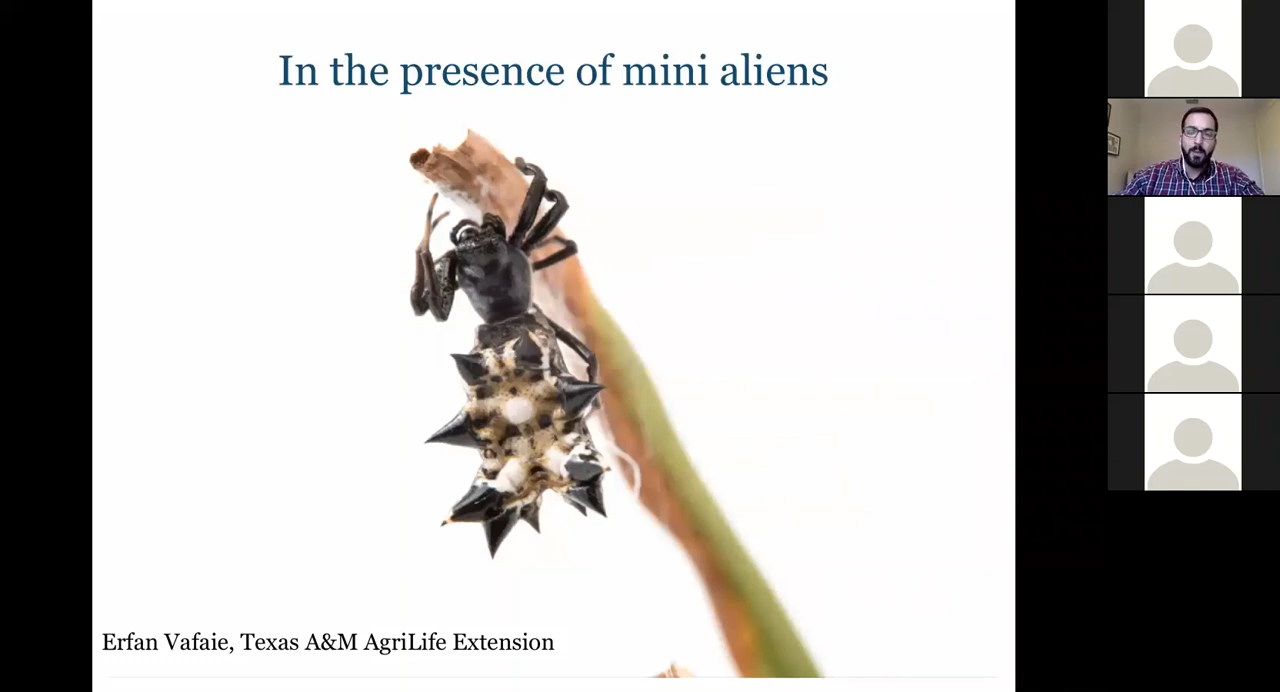 In the presence of mini aliens
Erfan Vafaie, Texas A&M AgriLife Extension